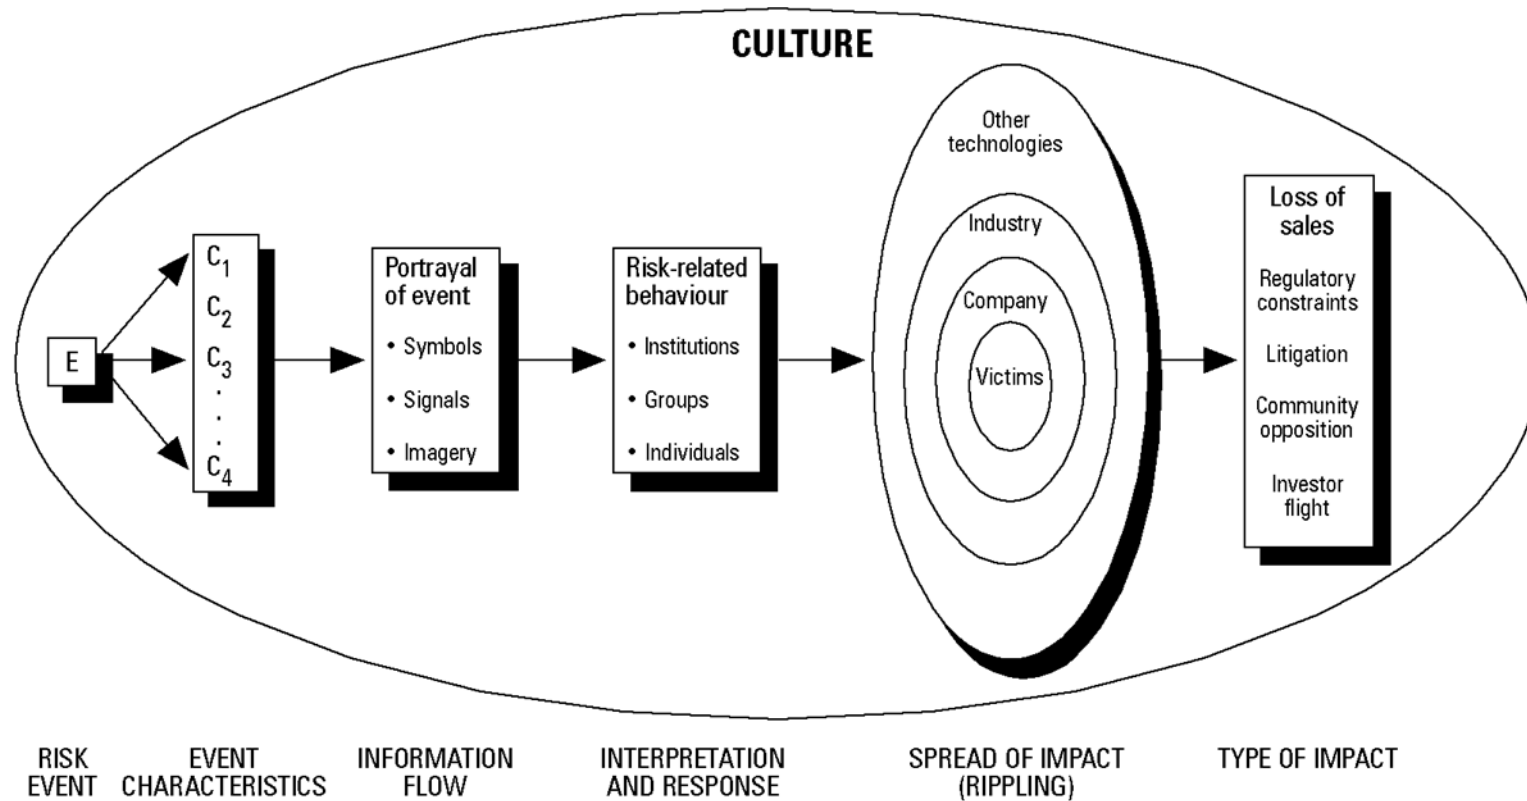 CULTURE
E
C1
C2
C3
.
.
.
C4
Portrayal
of event
• Symbols
• Signals
• Imagery
Risk-related
behaviour
• Institutions
• Groups
• Individuals
Other
technologies
Industry
Company
Victims
Loss of
sales
Regulatory
constraints
Litigation
Community
opposition
Investor
flight
RISK
EVENT
EVENT
CHARACTERISTICS
INFORMATION
FLOW
INTERPRETATION
AND RESPONSE
SPREAD OF IMPACT
(RIPPLING)
TYPE OF IMPACT